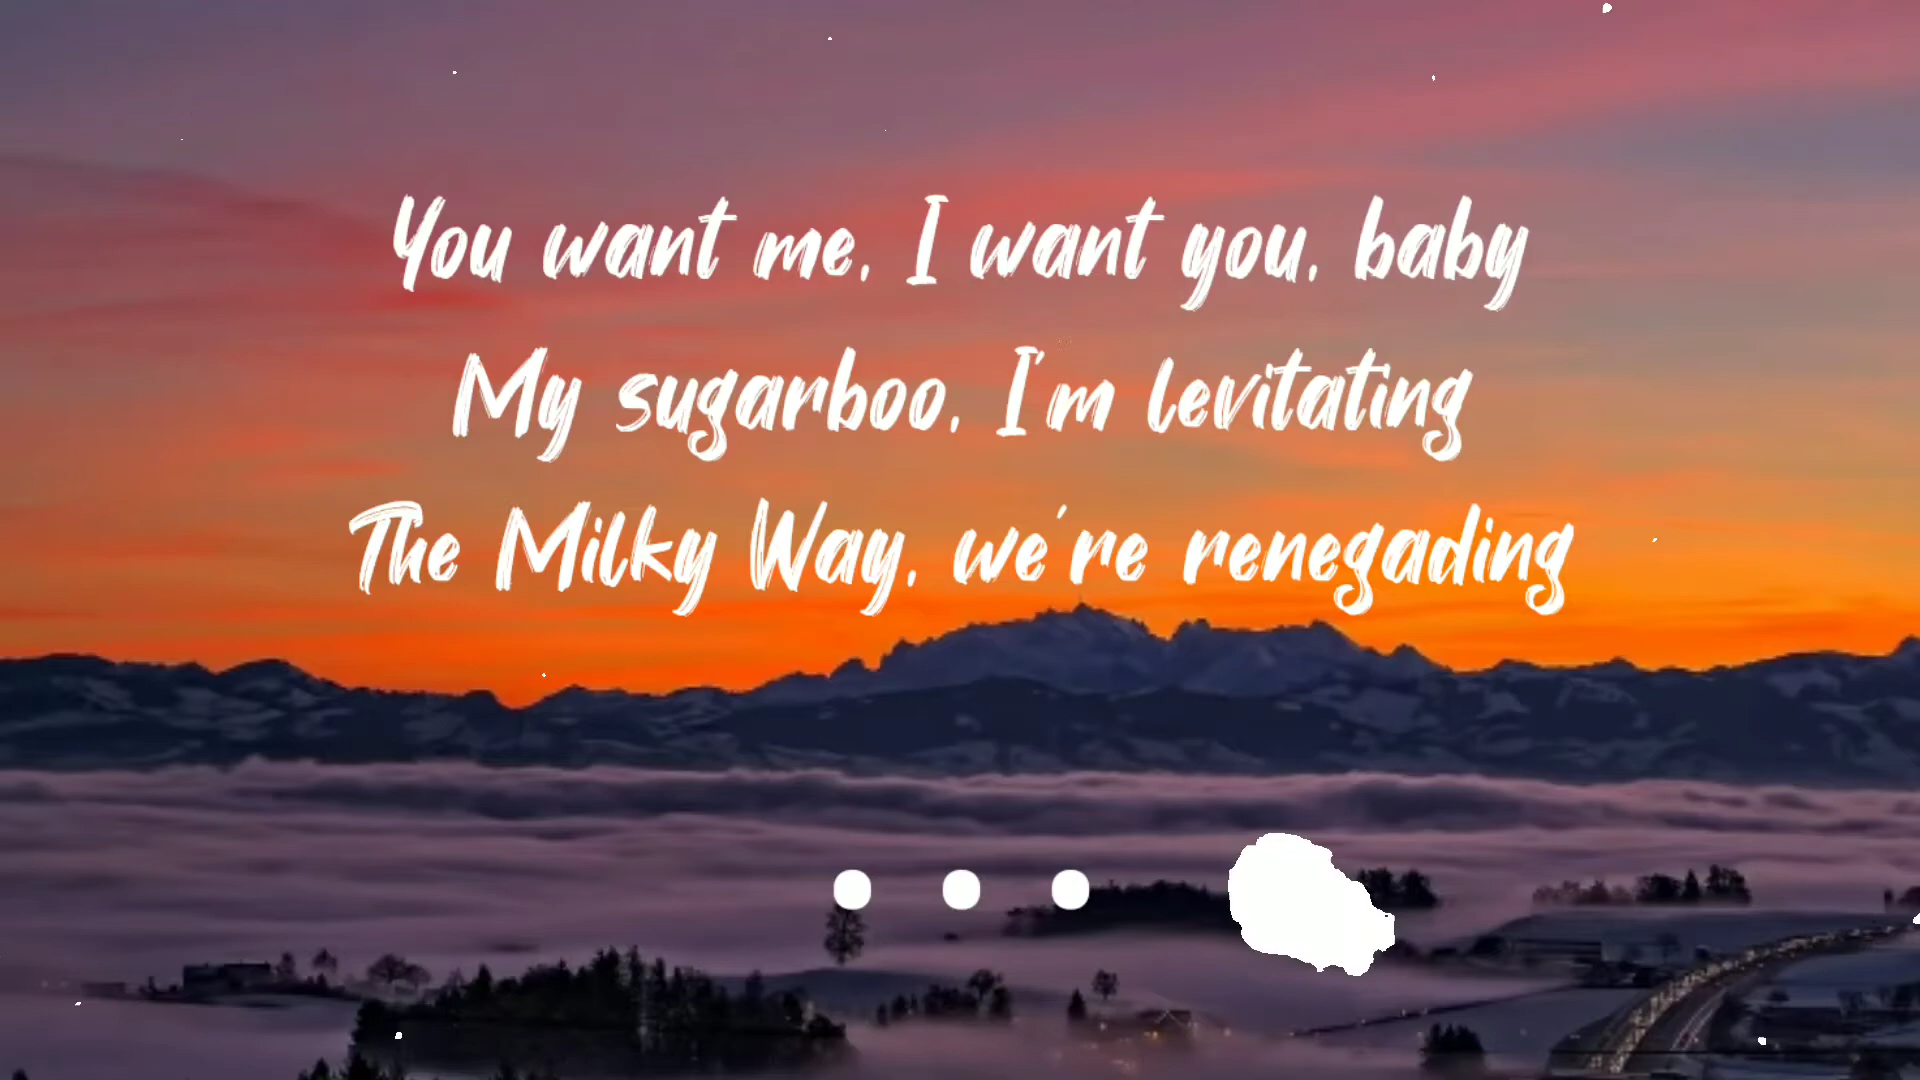 You want me, I want you, baby
My sugarboo, I'm levitating
The Milky Way, we're renegading